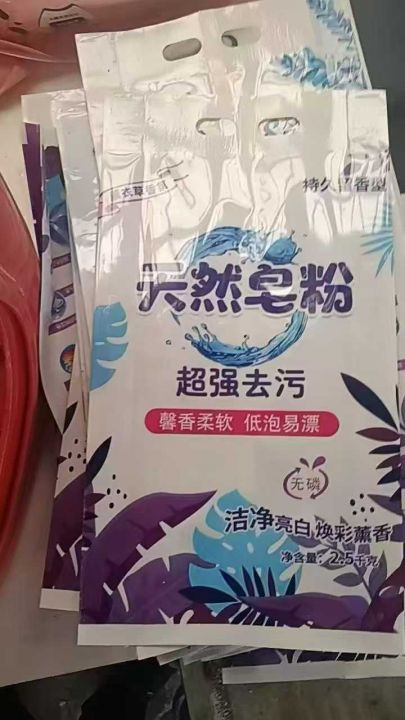 衣草香氛
持久留香型
天然皂粉
超强去污
馨香柔软 低泡易漂
无磷
洁净亮白 焕彩薰香
净含量：2.5千克